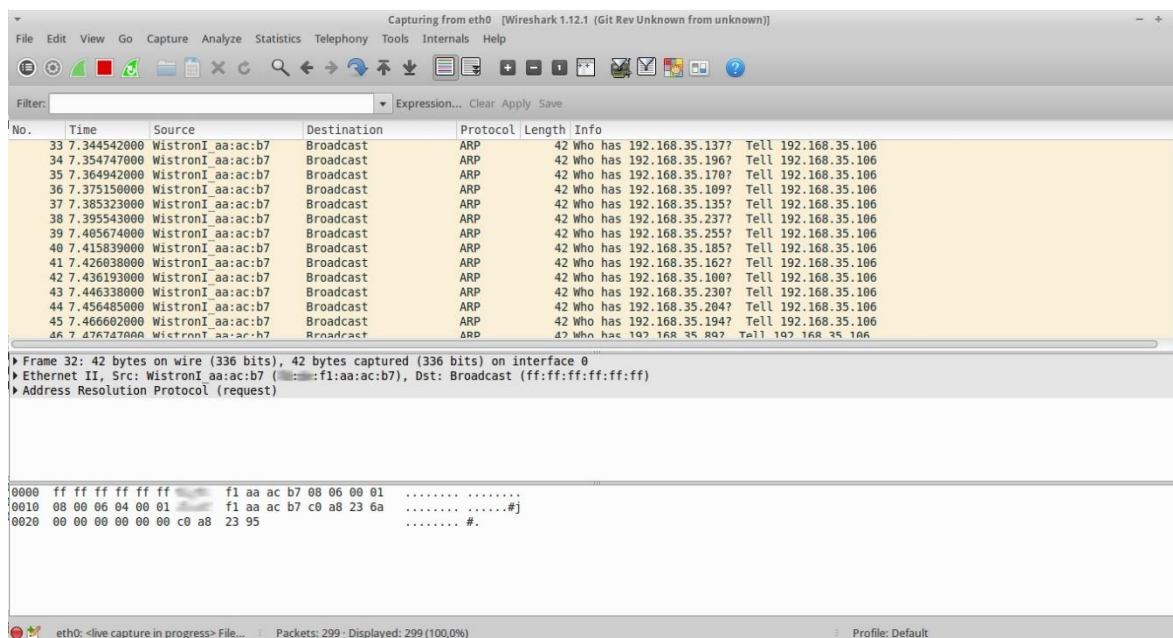 Capturing from eth0 [Wireshark 1.12.1 (Git Rev Unknown from unknown)]
File Edit View Go Capture Analyze Statistics Telephony Tools Internals Help
Filter: Expression... Clear Apply Save
No. Time Source Destination Protocol Length Info
33 7.344542000 WistronI_aa:ac:b7 Broadcast ARP 42 Who has 192.168.35.137? Tell 192.168.35.106
34 7.354747000 WistronI_aa:ac:b7 Broadcast ARP 42 Who has 192.168.35.196? Tell 192.168.35.106
35 7.364942000 WistronI_aa:ac:b7 Broadcast ARP 42 Who has 192.168.35.170? Tell 192.168.35.106
36 7.375150000 WistronI_aa:ac:b7 Broadcast ARP 42 Who has 192.168.35.109? Tell 192.168.35.106
37 7.385323000 WistronI_aa:ac:b7 Broadcast ARP 42 Who has 192.168.35.135? Tell 192.168.35.106
38 7.395543000 WistronI_aa:ac:b7 Broadcast ARP 42 Who has 192.168.35.237? Tell 192.168.35.106
39 7.405674000 WistronI_aa:ac:b7 Broadcast ARP 42 Who has 192.168.35.255? Tell 192.168.35.106
40 7.415839000 WistronI_aa:ac:b7 Broadcast ARP 42 Who has 192.168.35.185? Tell 192.168.35.106
41 7.426038000 WistronI_aa:ac:b7 Broadcast ARP 42 Who has 192.168.35.162? Tell 192.168.35.106
42 7.436193000 WistronI_aa:ac:b7 Broadcast ARP 42 Who has 192.168.35.100? Tell 192.168.35.106
43 7.446338000 WistronI_aa:ac:b7 Broadcast ARP 42 Who has 192.168.35.230? Tell 192.168.35.106
44 7.456485000 WistronI_aa:ac:b7 Broadcast ARP 42 Who has 192.168.35.204? Tell 192.168.35.106
45 7.466602000 WistronI_aa:ac:b7 Broadcast ARP 42 Who has 192.168.35.194? Tell 192.168.35.106
46 7.476747000 WistronI_aa:ac:b7 Broadcast ARP 42 Who has 192.168.35.89? Tell 192.168.35.106
Frame 32: 42 bytes on wire (336 bits), 42 bytes captured (336 bits) on interface 0
Ethernet II, Src: WistronI_aa:ac:b7 ( :f1:aa:ac:b7), Dst: Broadcast (ff:ff:ff:ff:ff:ff)
Address Resolution Protocol (request)
0000 ff ff ff ff ff ff f1 aa ac b7 08 06 00 01 ........ ........
0010 08 00 06 04 00 01 f1 aa ac b7 c0 a8 23 6a ........ ......#j
0020 00 00 00 00 00 00 c0 a8 23 95 ........ #.
eth0: <live capture in progress> File... Packets: 299 · Displayed: 299 (100,0%) Profile: Default